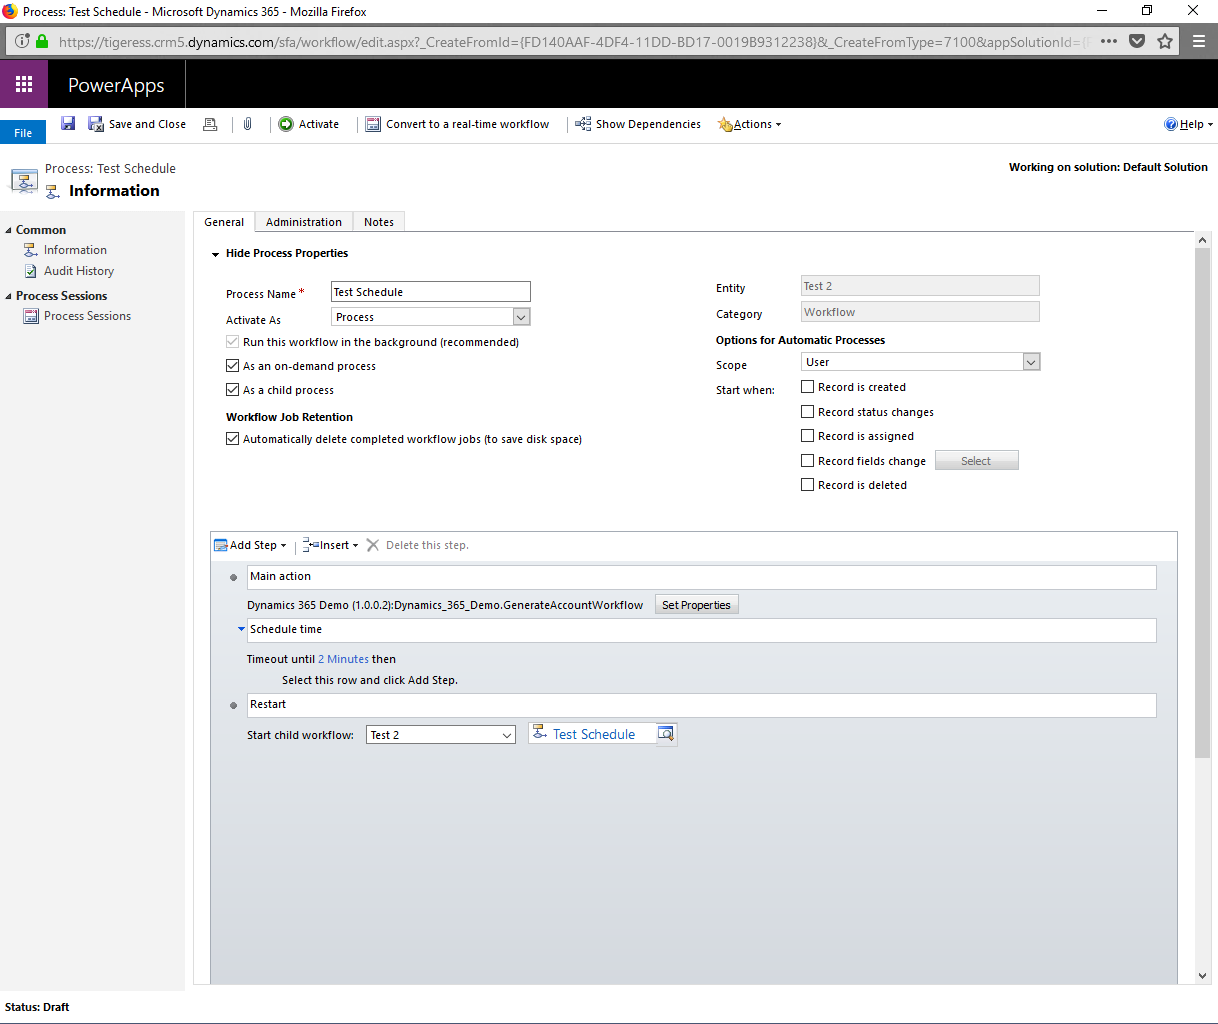 Process: Test Schedule - Microsoft Dynamics 365 - Mozilla Firefox
https://tigeress.crm5.dynamics.com/sfa/workflow/edit.aspx?_CreateFromId={FD140AAF-4DF4-11DD-BD17-0019B9312238}&_CreateFromType=7100&appSolutionId={F
PowerApps
File
Save and Close
Activate
Convert to a real-time workflow
Show Dependencies
Actions
Help
Process: Test Schedule
Information
Working on solution: Default Solution
Common
Information
Audit History
Process Sessions
Process Sessions
General
Administration
Notes
Hide Process Properties
Process Name *
Test Schedule
Activate As
Process
Run this workflow in the background (recommended)
As an on-demand process
As a child process
Workflow Job Retention
Automatically delete completed workflow jobs (to save disk space)
Entity
Test 2
Category
Workflow
Options for Automatic Processes
Scope
User
Start when:
Record is created
Record status changes
Record is assigned
Record fields change
Select
Record is deleted
Add Step
Insert
Delete this step.
Main action
Dynamics 365 Demo (1.0.0.2):Dynamics_365_Demo.GenerateAccountWorkflow
Set Properties
Schedule time
Timeout until 2 Minutes then
Select this row and click Add Step.
Restart
Start child workflow:
Test 2
Test Schedule
Status: Draft